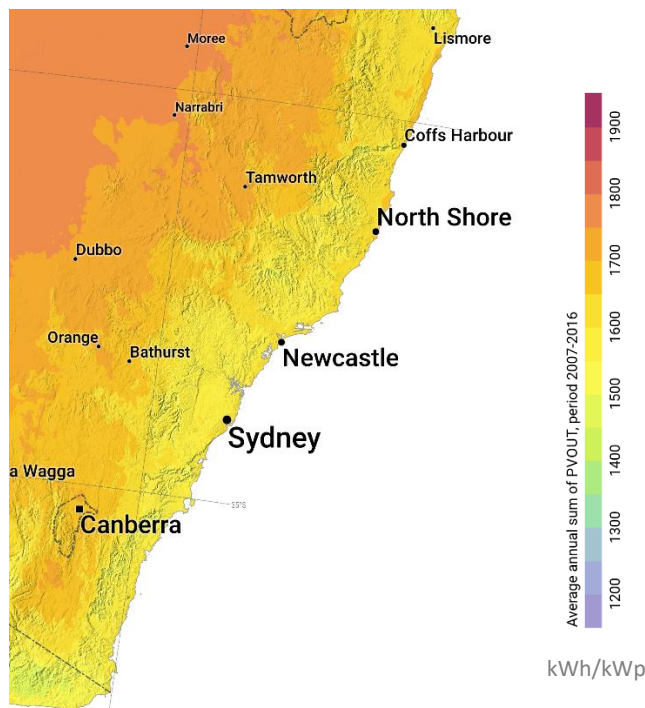 Moree
Lismore
Narrabri
Coffs Harbour
Tamworth
North Shore
Dubbo
Orange
Bathurst
Newcastle
Sydney
a Wagga
35°S
Canberra
1900
1800
1700
1600
1500
1400
1300
1200
Average annual sum of PVOUT, period 2007-2016
kWh/kWp